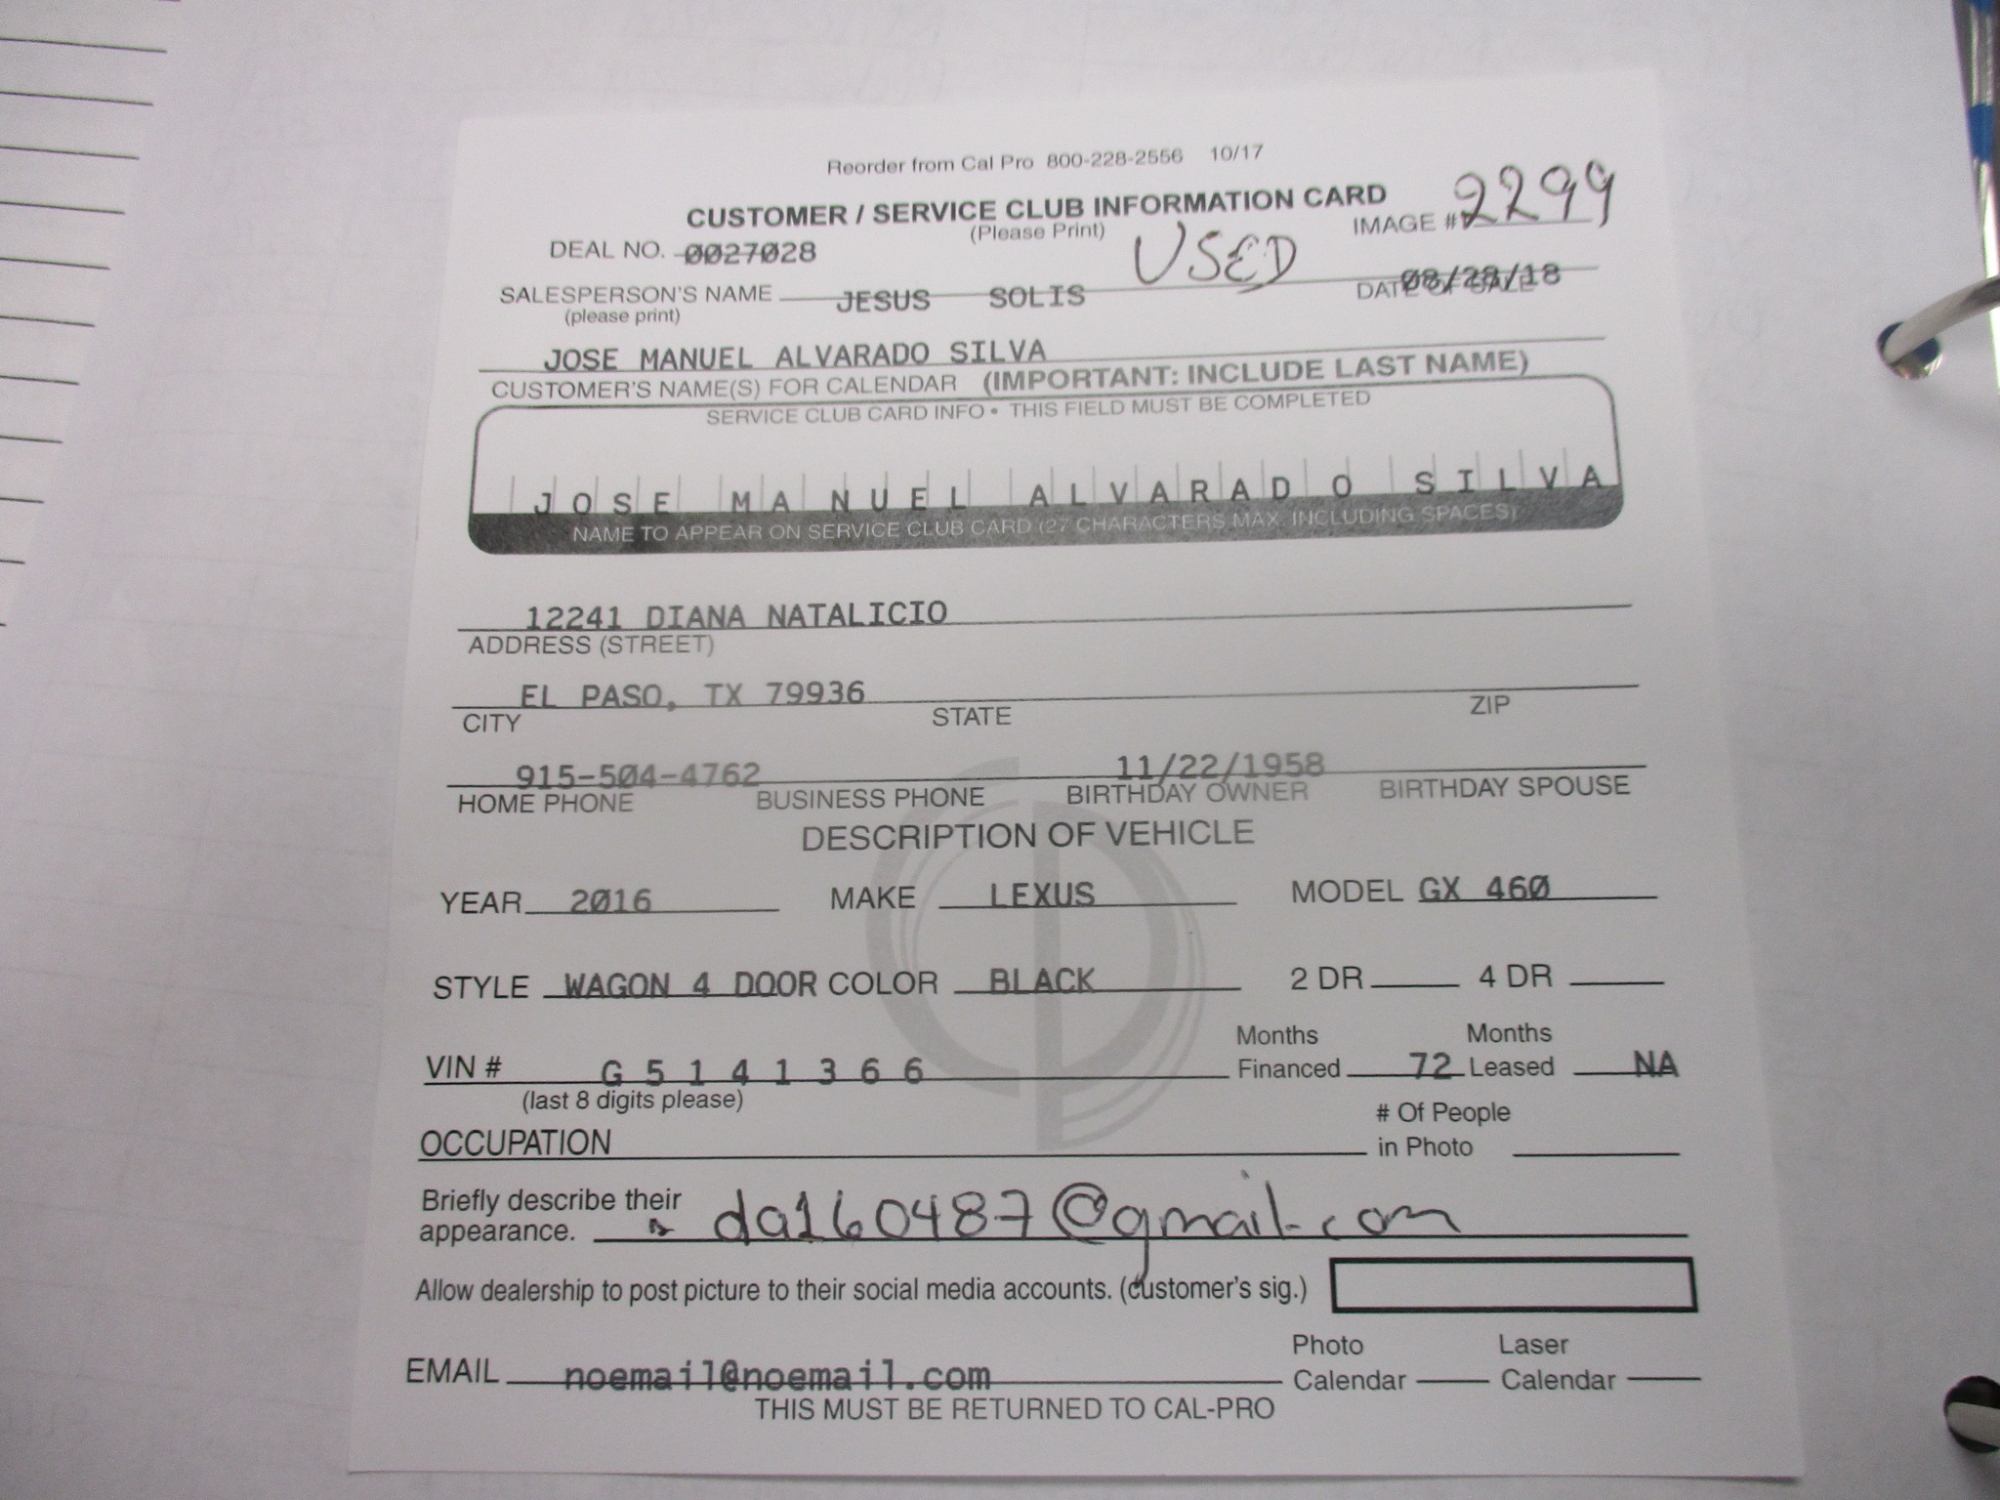 Reorder from Cal Pro 800-228-2556 10/17
CUSTOMER / SERVICE CLUB INFORMATION CARD
(Please Print)
IMAGE # 2299
DEAL NO. 0027028
USED
SALESPERSON'S NAME JESUS SOLIS
(please print)
DATE OF SALE 08/28/18
JOSE MANUEL ALVARADO SILVA
CUSTOMER'S NAME(S) FOR CALENDAR (IMPORTANT: INCLUDE LAST NAME)
SERVICE CLUB CARD INFO • THIS FIELD MUST BE COMPLETED
JOSE MANUEL ALVARADO SILVA
NAME TO APPEAR ON SERVICE CLUB CARD (27 CHARACTERS MAX. INCLUDING SPACES)
12241 DIANA NATALICIO
ADDRESS (STREET)
EL PASO, TX 79936
CITY STATE ZIP
915-504-4762 11/22/1958
HOME PHONE BUSINESS PHONE BIRTHDAY OWNER BIRTHDAY SPOUSE
DESCRIPTION OF VEHICLE
YEAR 2016 MAKE LEXUS MODEL GX 460
STYLE WAGON 4 DOOR COLOR BLACK 2 DR 4 DR
Months Months
VIN # G5141366 Financed 72 Leased NA
(last 8 digits please)
# Of People
OCCUPATION in Photo
Briefly describe their
appearance. da160487@gmail.com
Allow dealership to post picture to their social media accounts. (customer's sig.)
Photo Laser
EMAIL noemail@noemail.com Calendar Calendar
THIS MUST BE RETURNED TO CAL-PRO